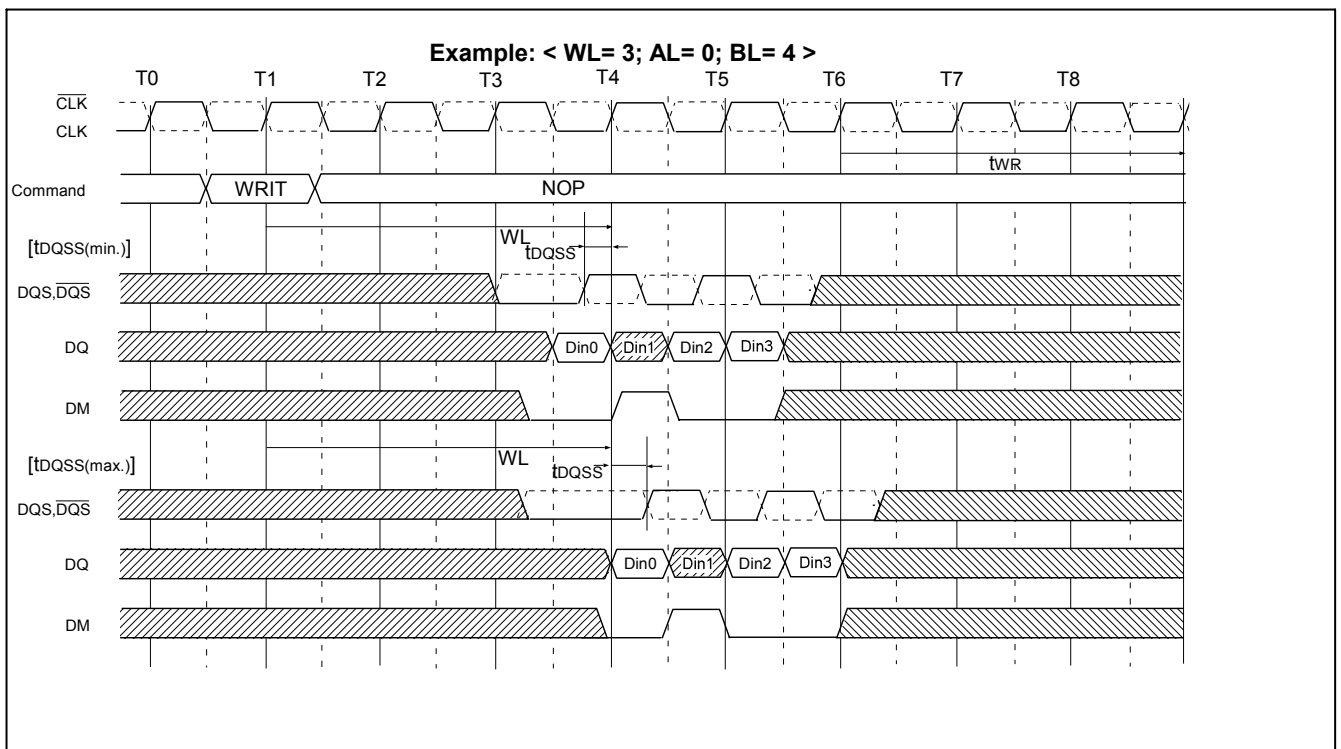 Example: < WL= 3; AL= 0; BL= 4 >
T0 T1 T2 T3 T4 T5 T6 T7 T8
CLK
CLK
tWR
Command WRIT NOP
[tDQSS(min.)] WL tDQSS
DQS,DQS
DQ Din0 Din1 Din2 Din3
DM
[tDQSS(max.)] WL tDQSS
DQS,DQS
DQ Din0 Din1 Din2 Din3
DM